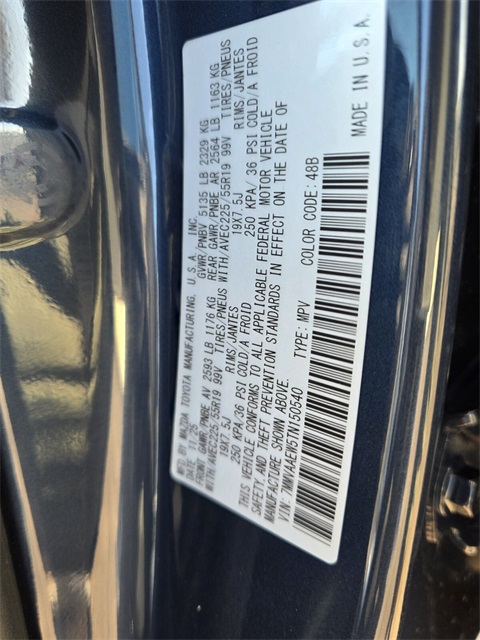 MFD BY MAZDA TOYOTA MANUFACTURING, U.S.A., INC.
DATE 11/25 GVWR/PNBV 5135 LB 2329 KG
FRONT GAWR/PNBE AV 2593 LB 1176 KG REAR GAWR/PNBE AR 2564 LB 1163 KG
WITH/AVEC225/55R19 99V TIRES/PNEUS WITH/AVEC225/55R19 99V TIRES/PNEUS
19X7.5J RIMS/JANTES 19X7.5J RIMS/JANTES
250 KPA/36 PSI COLD/A FROID 250 KPA/ 36 PSI COLD/A FROID
THIS VEHICLE CONFORMS TO ALL APPLICABLE FEDERAL MOTOR VEHICLE
SAFETY, AND THEFT PREVENTION STANDARDS IN EFFECT ON THE DATE OF
MANUFACTURE SHOWN ABOVE.
VIN: 7MMVAAEW5TN150540 TYPE: MPV
COLOR CODE: 48B MADE IN U.S.A.